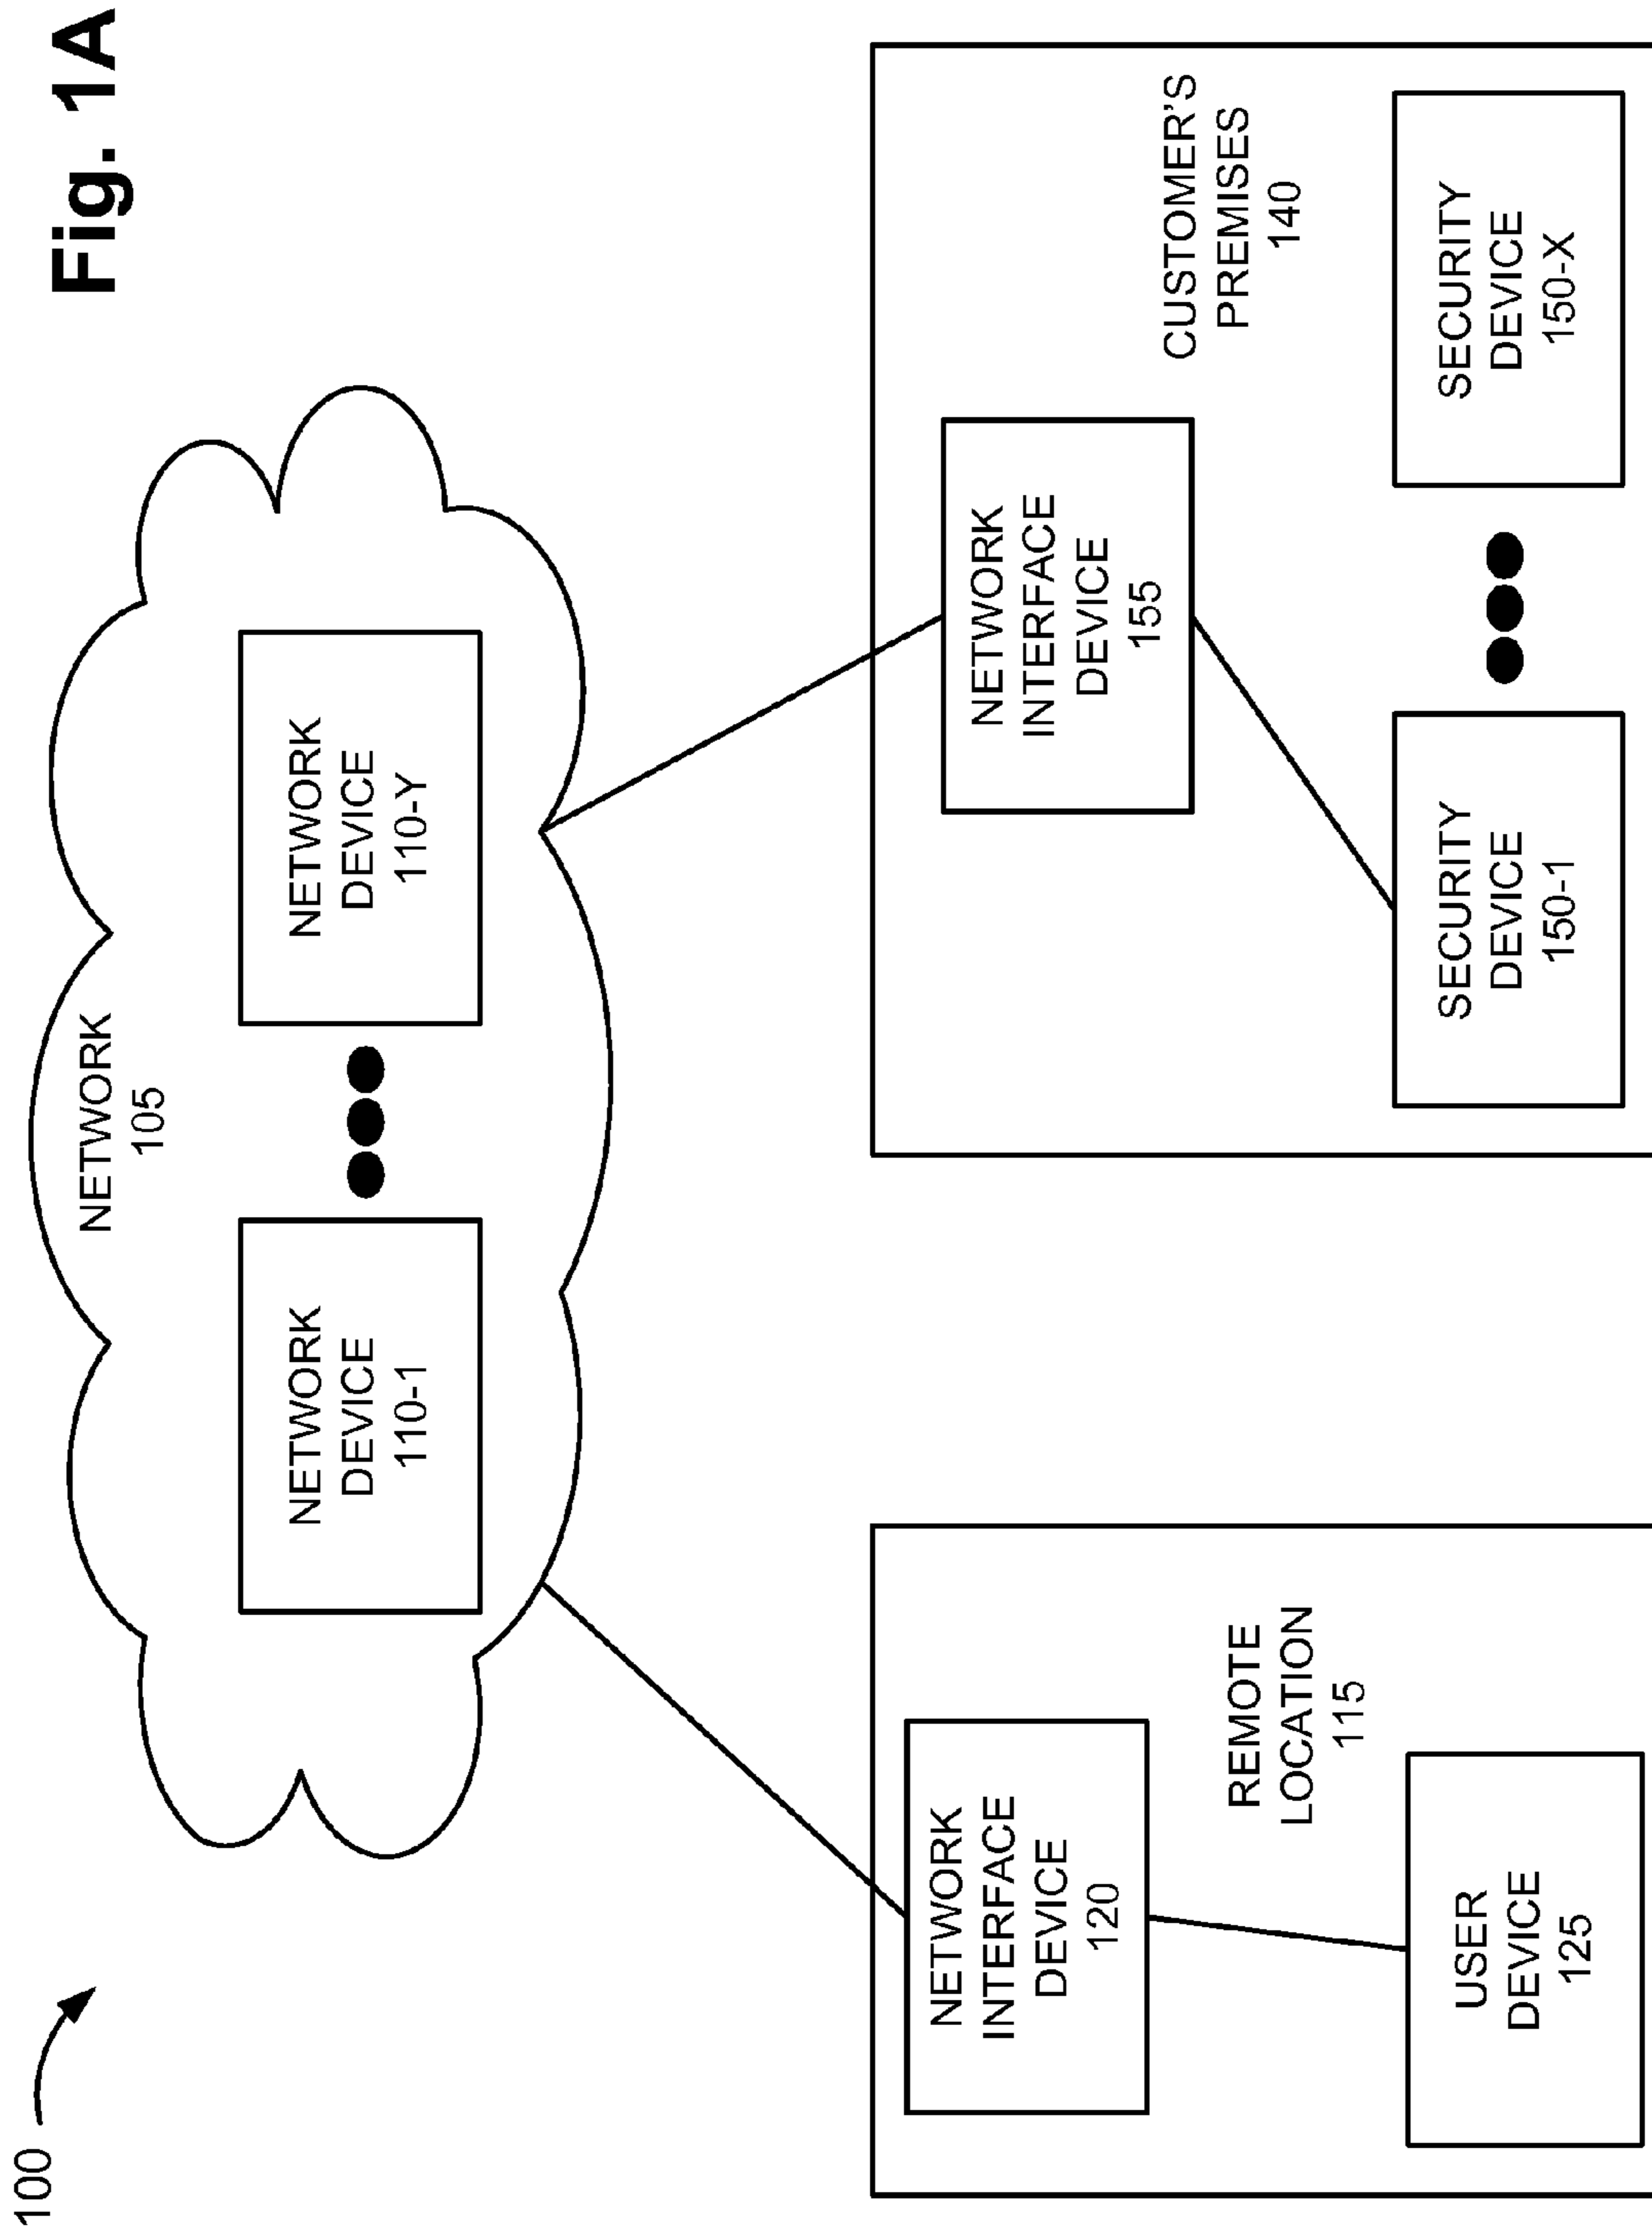 Fig. 1A
100
NETWORK
105
NETWORK
DEVICE
110-1
NETWORK
DEVICE
110-Y
NETWORK
INTERFACE
DEVICE
120
REMOTE
LOCATION
115
USER
DEVICE
125
NETWORK
INTERFACE
DEVICE
155
CUSTOMER'S
PREMISES
140
SECURITY
DEVICE
150-1
SECURITY
DEVICE
150-X